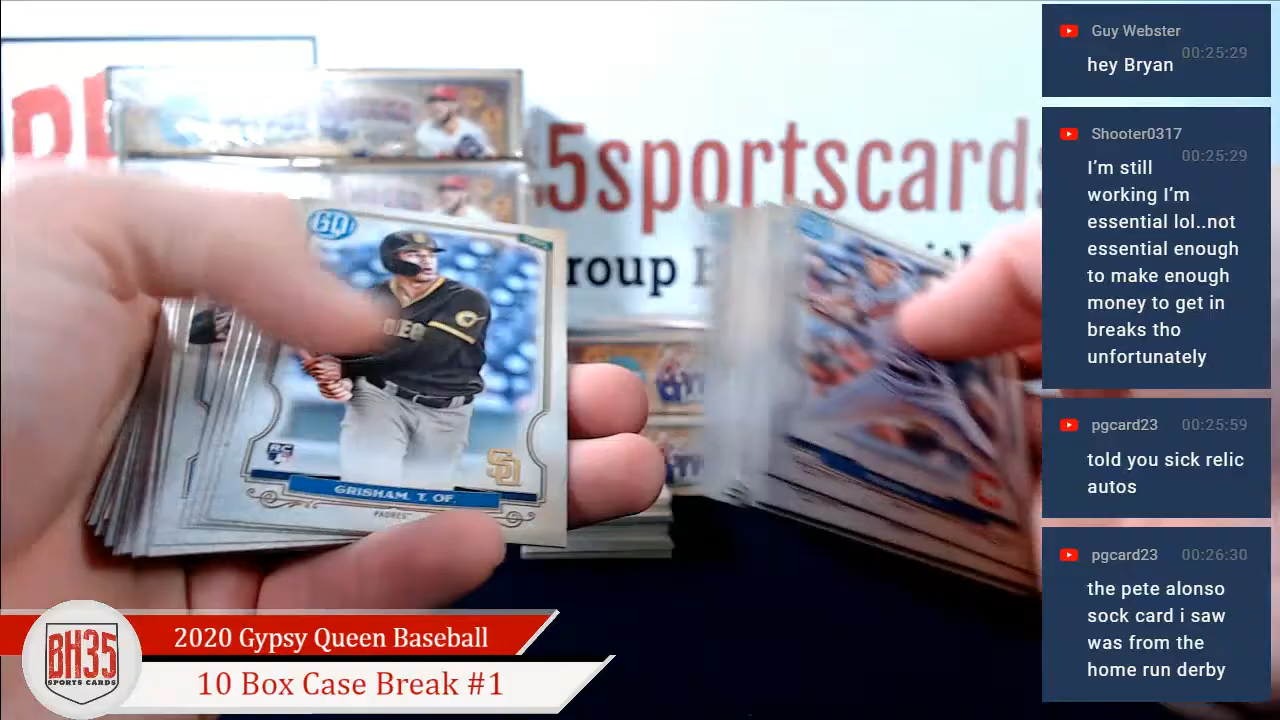 5sportscards
roup
GQ
RC
SD
GRISHAM, T. OF.
PADRES
C
Guy Webster
00:25:29
hey Bryan
Shooter0317
00:25:29
I'm still
working I'm
essential lol..not
essential enough
to make enough
money to get in
breaks tho
unfortunately
pgcard23 00:25:59
told you sick relic
autos
pgcard23 00:26:30
the pete alonso
sock card i saw
was from the
home run derby
BH35
SPORTS CARDS
2020 Gypsy Queen Baseball
10 Box Case Break #1